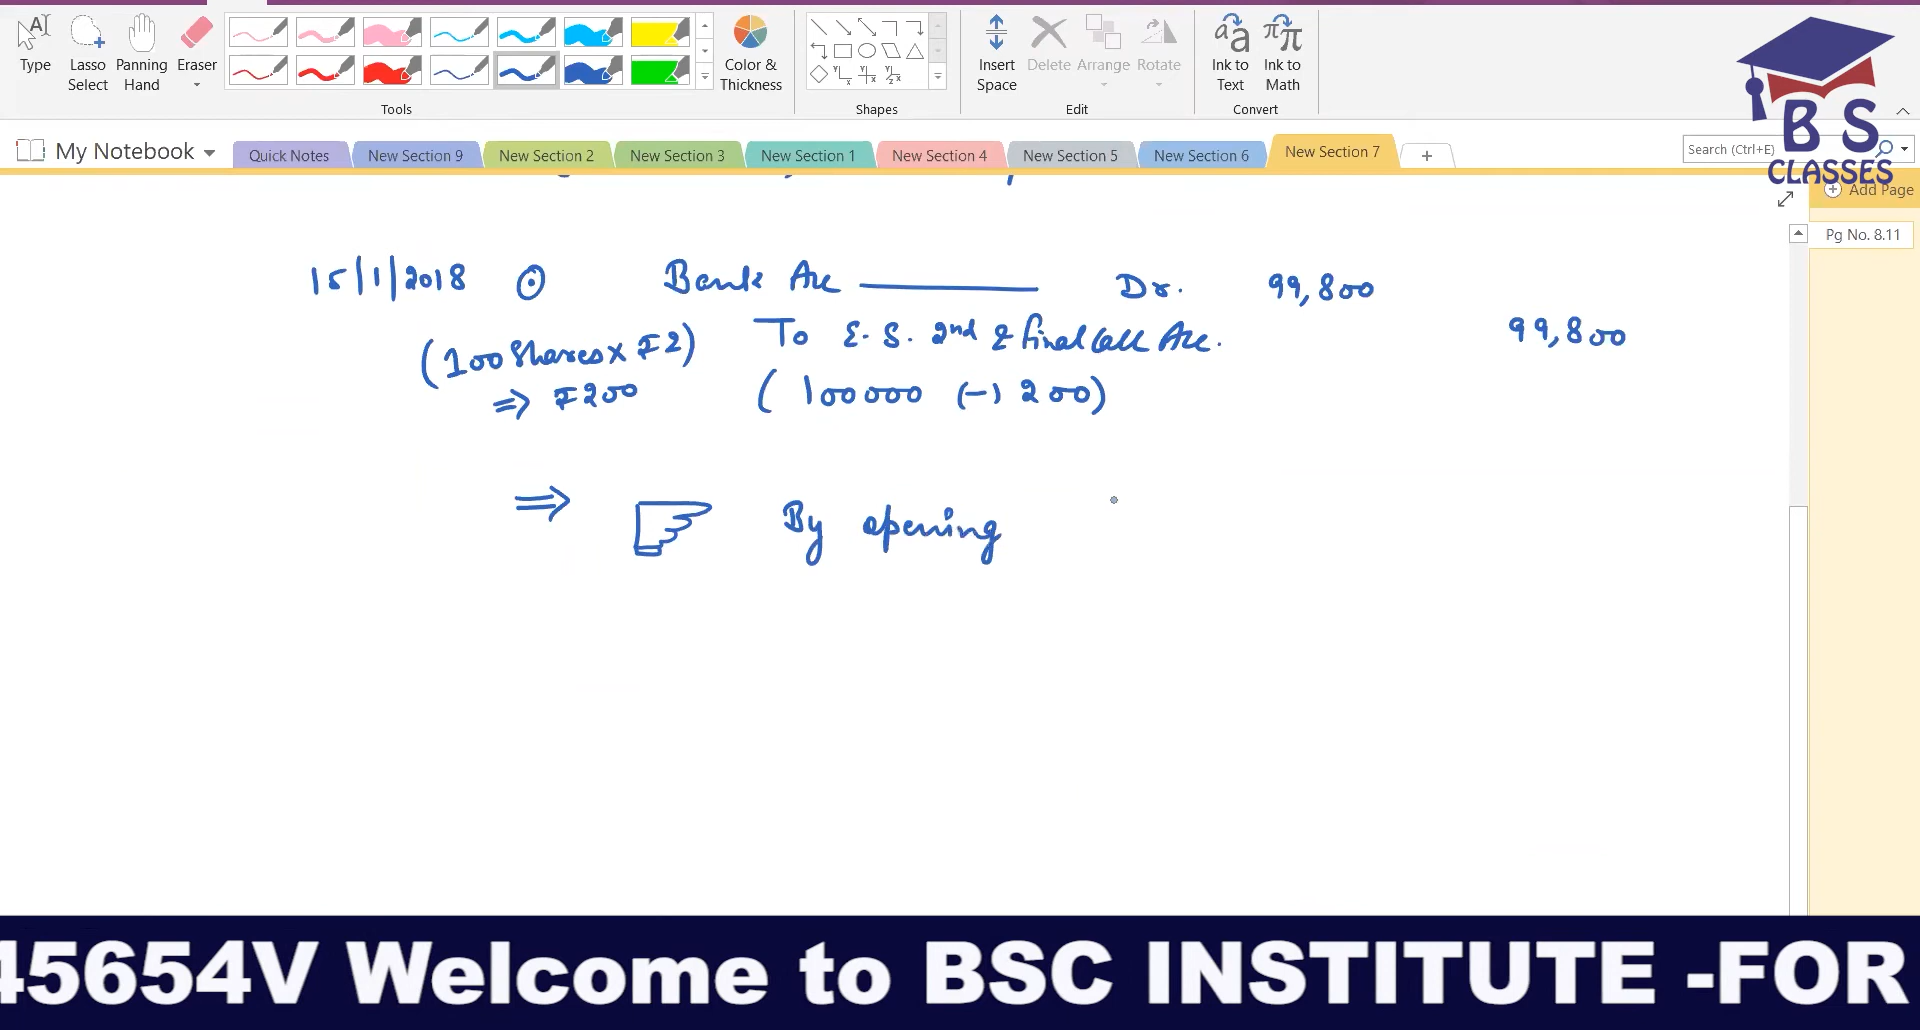 Type
Lasso Select
Panning Hand
Eraser
Color & Thickness
Insert Space
Delete
Arrange
Rotate
Ink to Text
Ink to Math
Tools
Shapes
Edit
Convert
B S
CLASSES
My Notebook
Quick Notes
New Section 9
New Section 2
New Section 3
New Section 1
New Section 4
New Section 5
New Section 6
New Section 7
Search (Ctrl+E)
Add Page
Pg No. 8.11
15/1/2018 Bank A/c Dr. 99,800
To E.S. 2nd & final Call A/c. 99,800
(100 Shares x ₹2)
⇒ ₹200
(100000 (-) 200)
⇒ By opening
45654V Welcome to BSC INSTITUTE -FOR